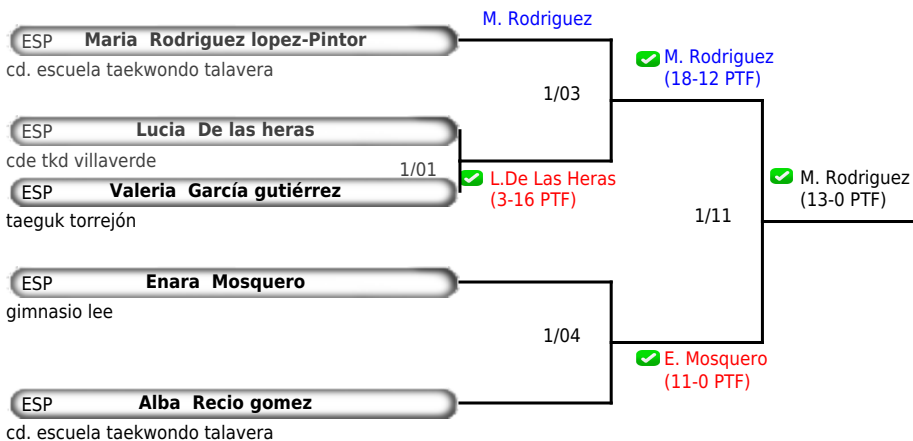 M. Rodriguez
ESP Maria Rodriguez lopez-Pintor
cd. escuela taekwondo talavera
M. Rodriguez
(18-12 PTF)
1/03
ESP Lucia De las heras
cde tkd villaverde
1/01
ESP Valeria García gutiérrez
taeguk torrejón
L.De Las Heras
(3-16 PTF)
M. Rodriguez
(13-0 PTF)
1/11
ESP Enara Mosquero
gimnasio lee
1/04
E. Mosquero
(11-0 PTF)
ESP Alba Recio gomez
cd. escuela taekwondo talavera